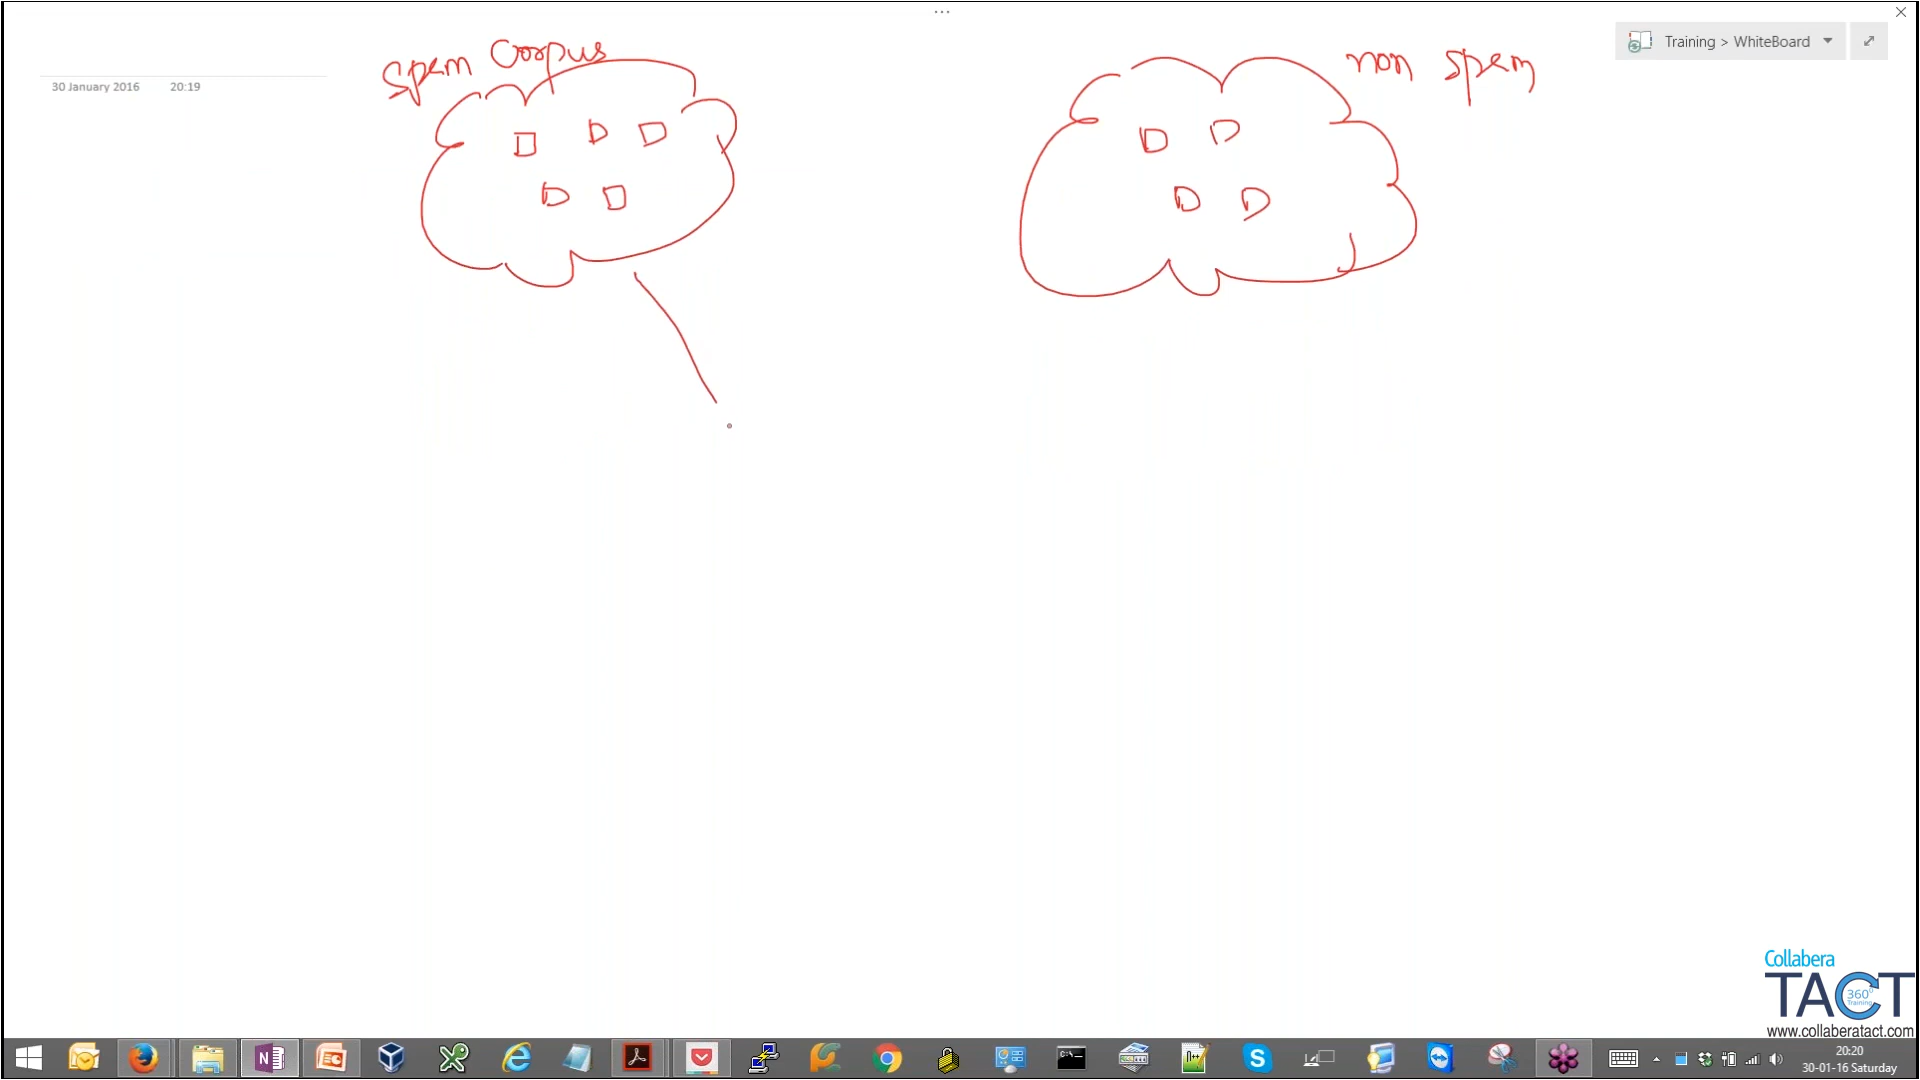 Training > WhiteBoard
spam Corpus
non spam
30 January 2016 20:19
Collabera
TACT
360°
Training
www.collaberatact.com
20:20
30-01-16 Saturday